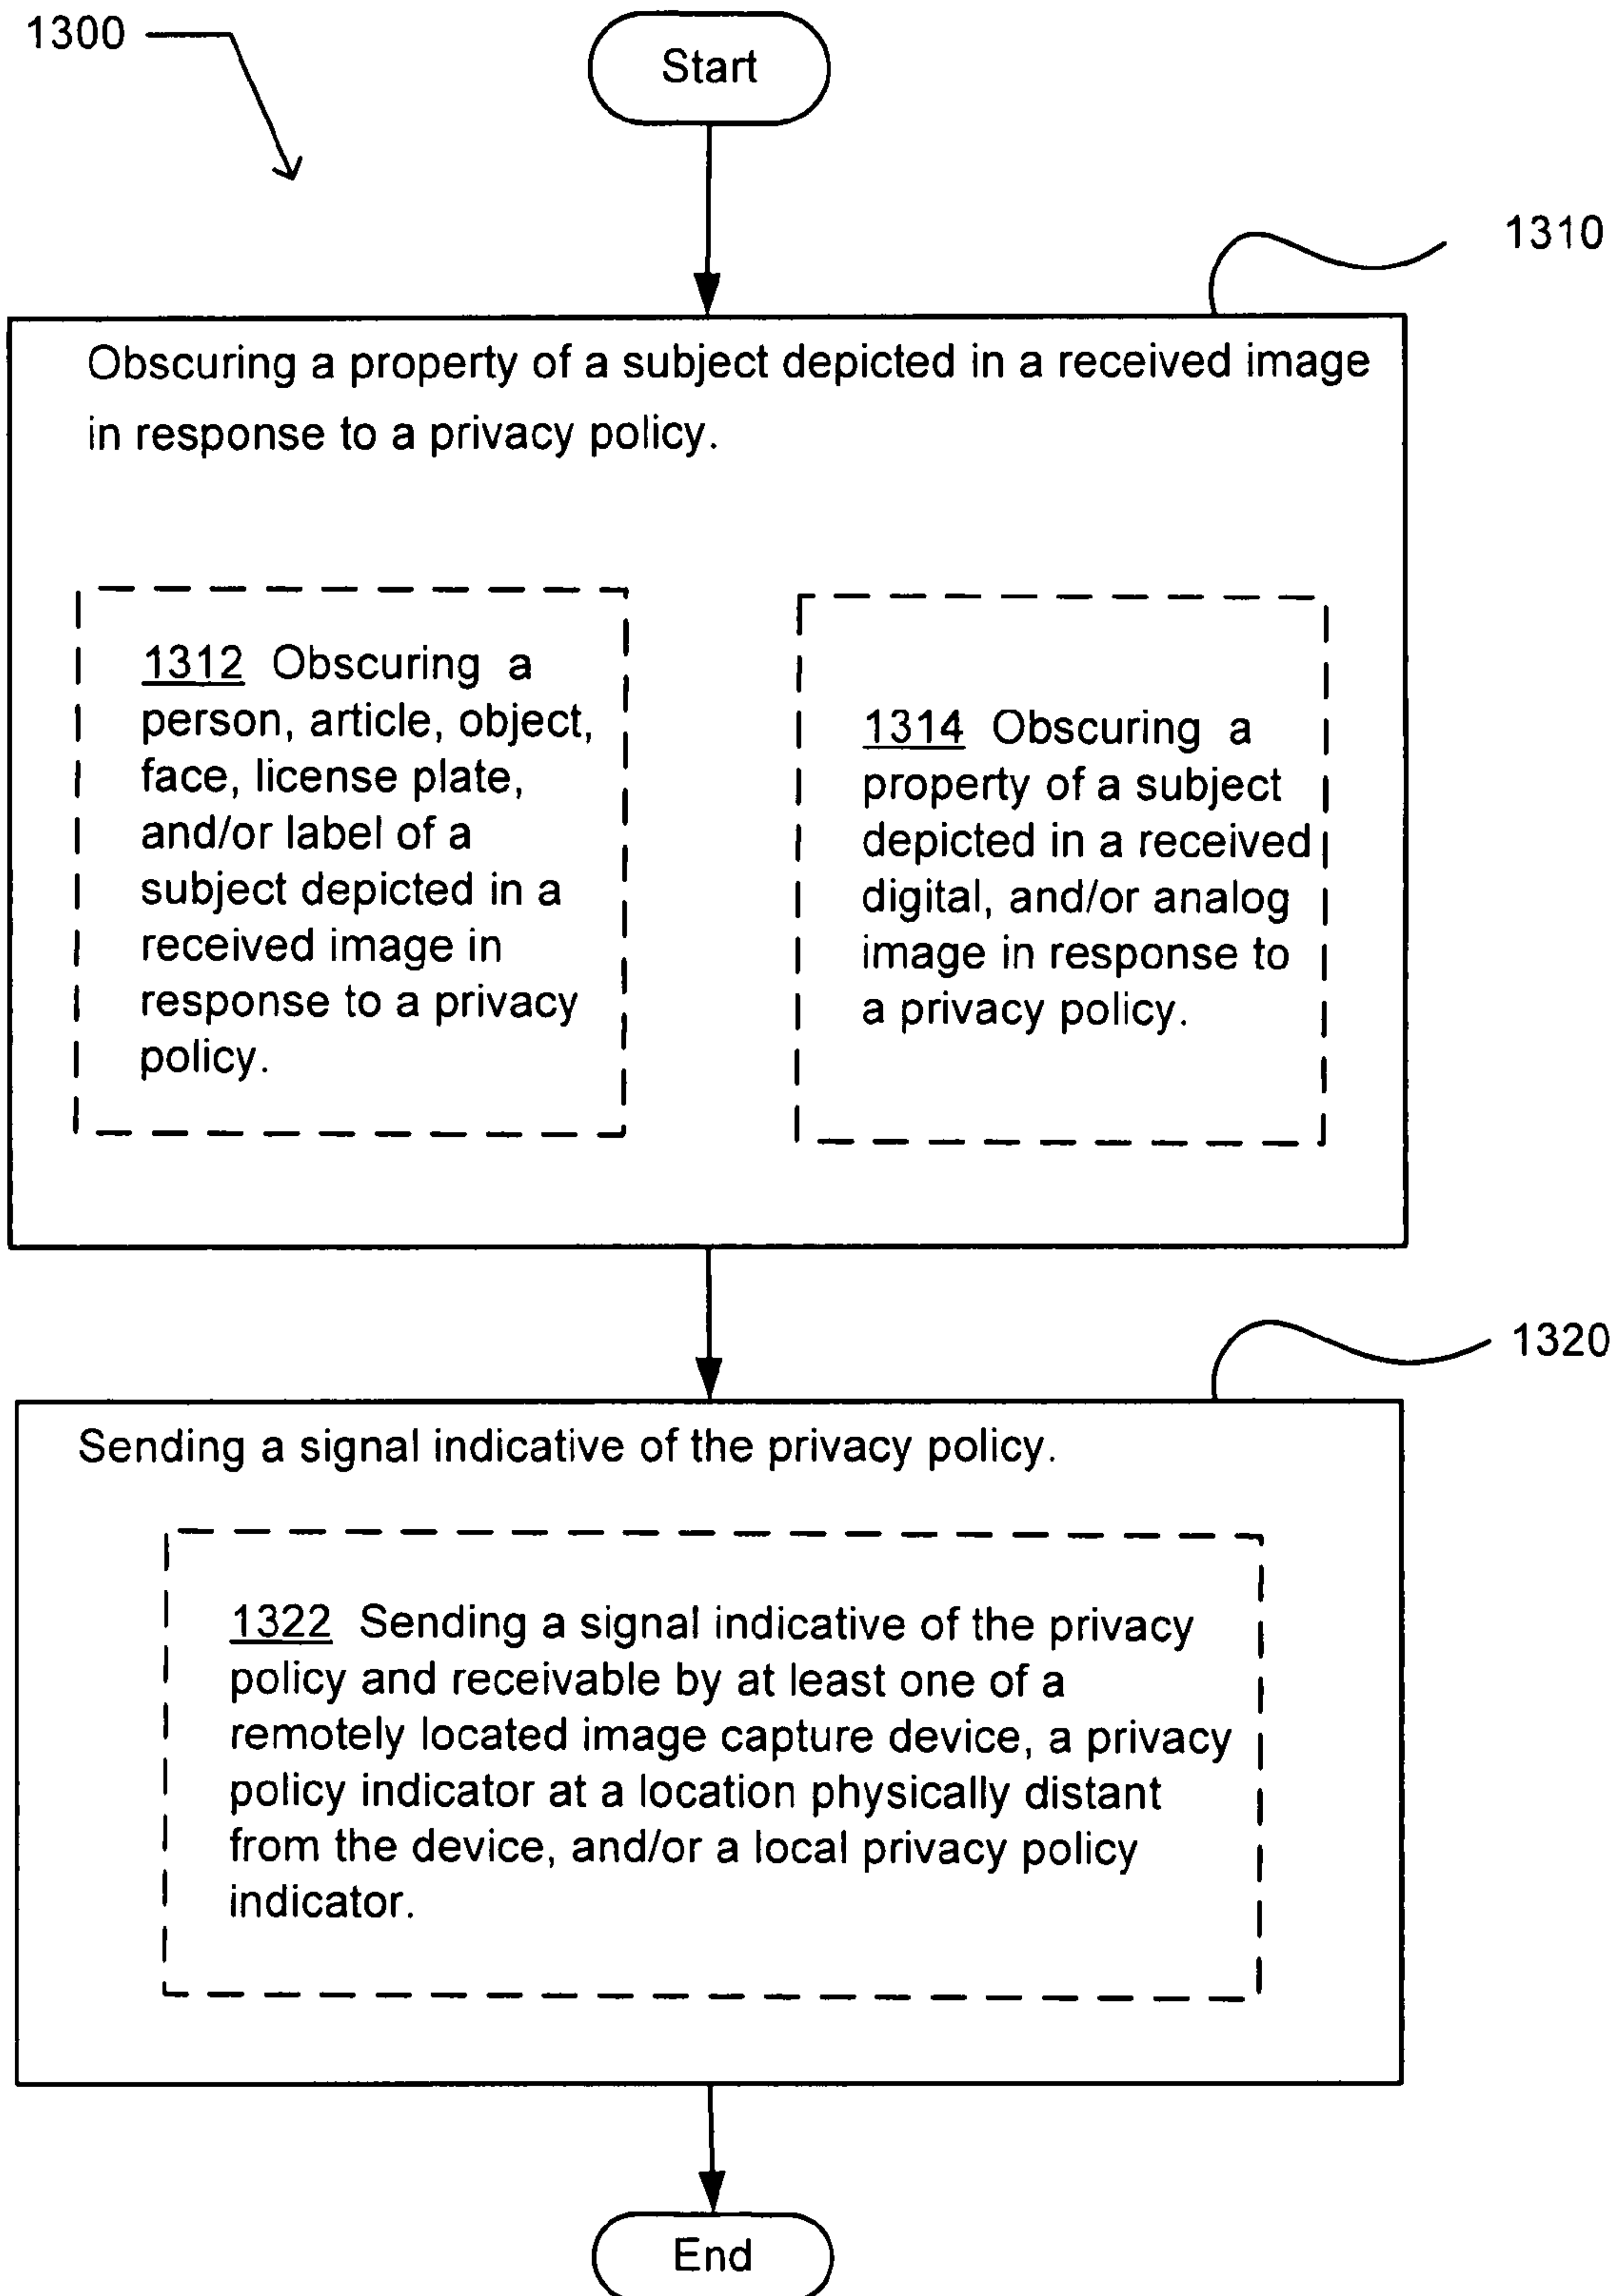 1300
Start
1310
Obscuring a property of a subject depicted in a received image
in response to a privacy policy.
1312 Obscuring a
person, article, object,
face, license plate,
and/or label of a
subject depicted in a
received image in
response to a privacy
policy.
1314 Obscuring a
property of a subject
depicted in a received
digital, and/or analog
image in response to
a privacy policy.
1320
Sending a signal indicative of the privacy policy.
1322 Sending a signal indicative of the privacy
policy and receivable by at least one of a
remotely located image capture device, a privacy
policy indicator at a location physically distant
from the device, and/or a local privacy policy
indicator.
End